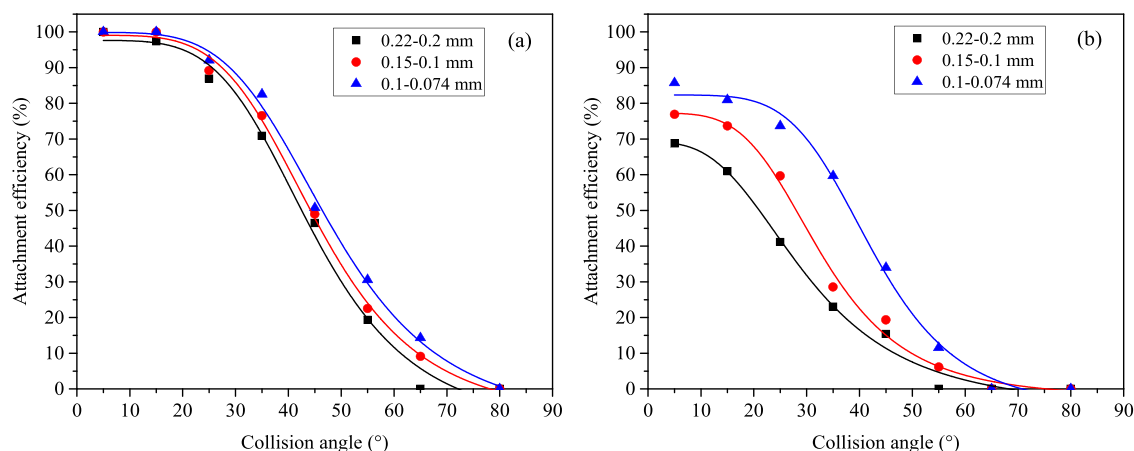 (a)
0.22-0.2 mm
0.15-0.1 mm
0.1-0.074 mm
Attachment efficiency (%)
100
90
80
70
60
50
40
30
20
10
0
0 10 20 30 40 50 60 70 80 90
Collision angle (°)
(b)
0.22-0.2 mm
0.15-0.1 mm
0.1-0.074 mm
Attachment efficiency (%)
100
90
80
70
60
50
40
30
20
10
0
0 10 20 30 40 50 60 70 80 90
Collision angle (°)